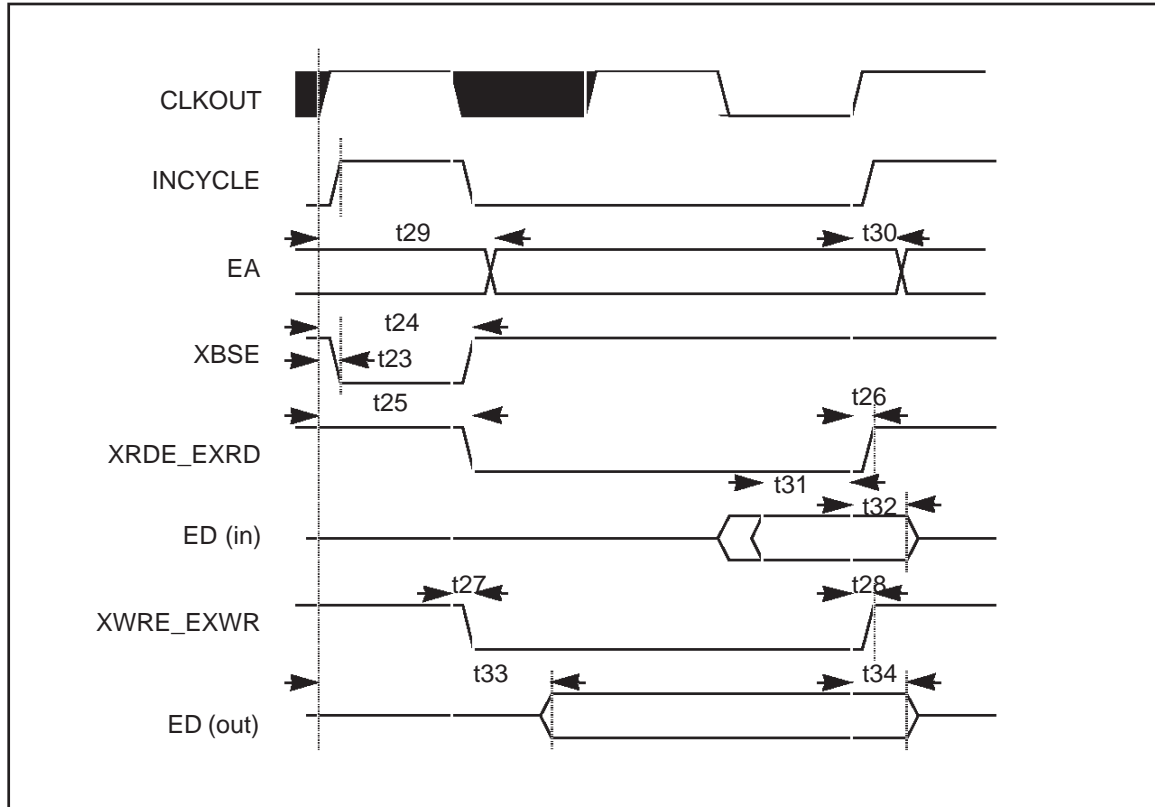 CLKOUT
INCYCLE
t29
t30
EA
t24
XBSE
t23
t25
t26
XRDE_EXRD
t31
t32
ED (in)
t27
t28
XWRE_EXWR
t33
t34
ED (out)